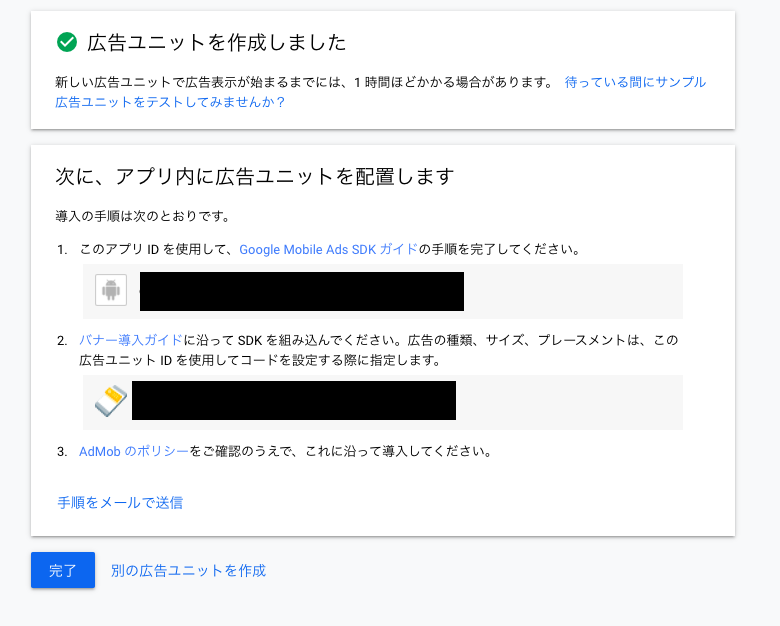 広告ユニットを作成しました
新しい広告ユニットで広告表示が始まるまでには、1 時間ほどかかる場合があります。 待っている間にサンプル
広告ユニットをテストしてみませんか？
次に、アプリ内に広告ユニットを配置します
導入の手順は次のとおりです。
1. このアプリ ID を使用して、Google Mobile Ads SDK ガイドの手順を完了してください。
2. バナー導入ガイドに沿って SDK を組み込んでください。広告の種類、サイズ、プレースメントは、この
広告ユニット ID を使用してコードを設定する際に指定します。
3. AdMob のポリシーをご確認のうえで、これに沿って導入してください。
手順をメールで送信
完了 別の広告ユニットを作成